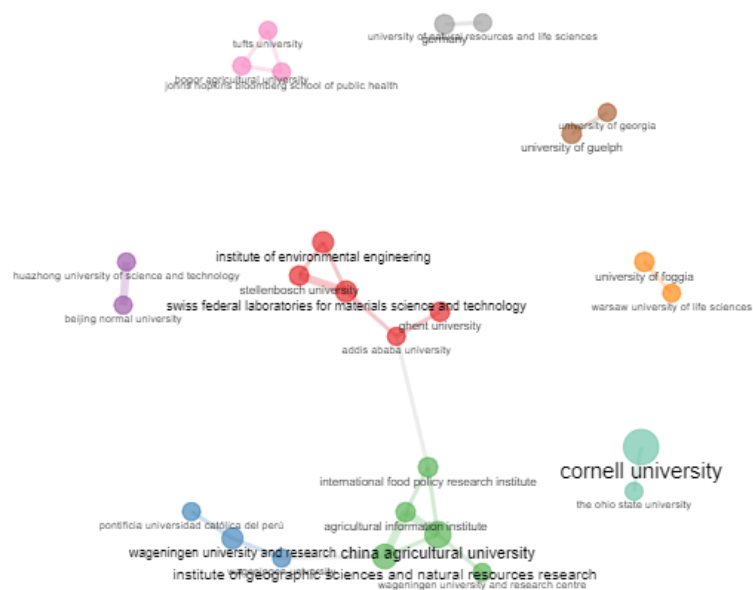 university of natural resources and life sciences
germany
tufts university
bogor agricultural university
johns hopkins bloomberg school of public health
university of georgia
university of guelph
institute of environmental engineering
huazhong university of science and technology
university of foggia
stellenbosch university
swiss federal laboratories for materials science and technology
warsaw university of life sciences
beijing normal university
ghent university
addis ababa university
cornell university
international food policy research institute
the ohio state university
pontificia universidad católica del perú
agricultural information institute
wageningen university and research
china agricultural university
wageningen university
institute of geographic sciences and natural resources research
wageningen university and research centre